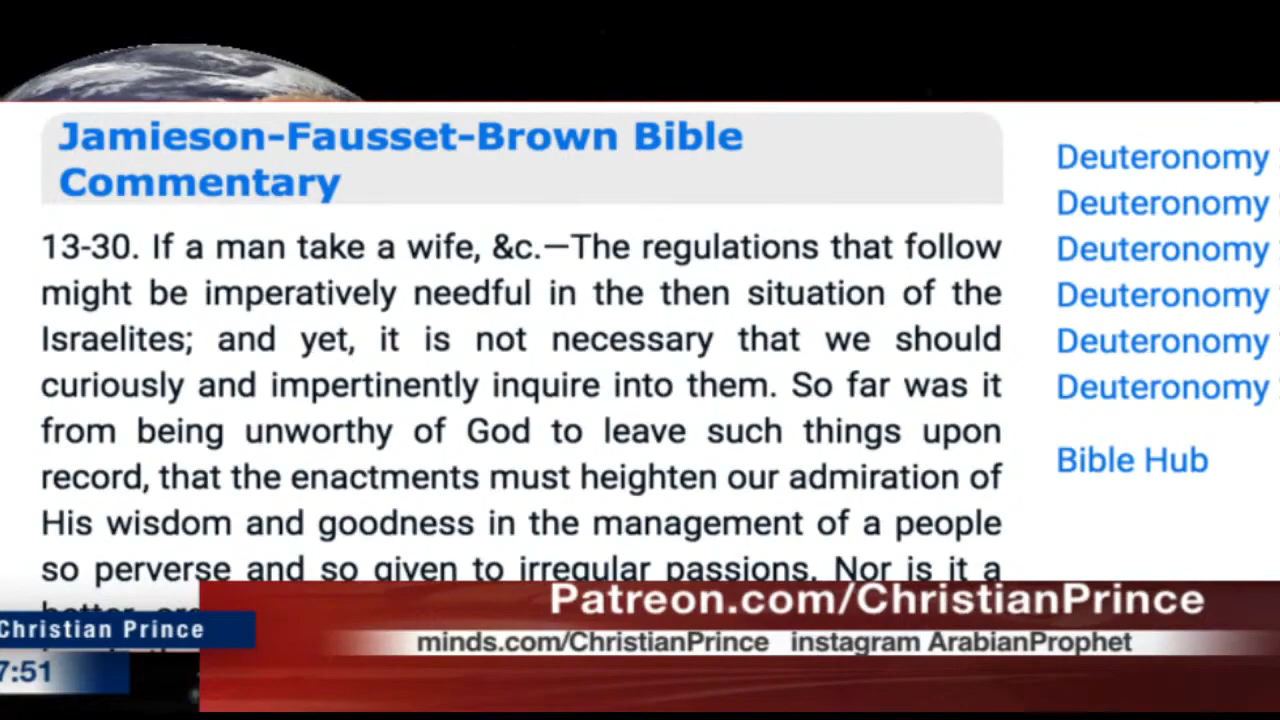 Jamieson-Fausset-Brown Bible
Commentary
13-30. If a man take a wife, &c.—The regulations that follow
might be imperatively needful in the then situation of the
Israelites; and yet, it is not necessary that we should
curiously and impertinently inquire into them. So far was it
from being unworthy of God to leave such things upon
record, that the enactments must heighten our admiration of
His wisdom and goodness in the management of a people
so perverse and so given to irregular passions. Nor is it a
Deuteronomy
Deuteronomy
Deuteronomy
Deuteronomy
Deuteronomy
Deuteronomy
Bible Hub
Patreon.com/ChristianPrince
minds.com/ChristianPrince instagram ArabianProphet
Christian Prince
7:51